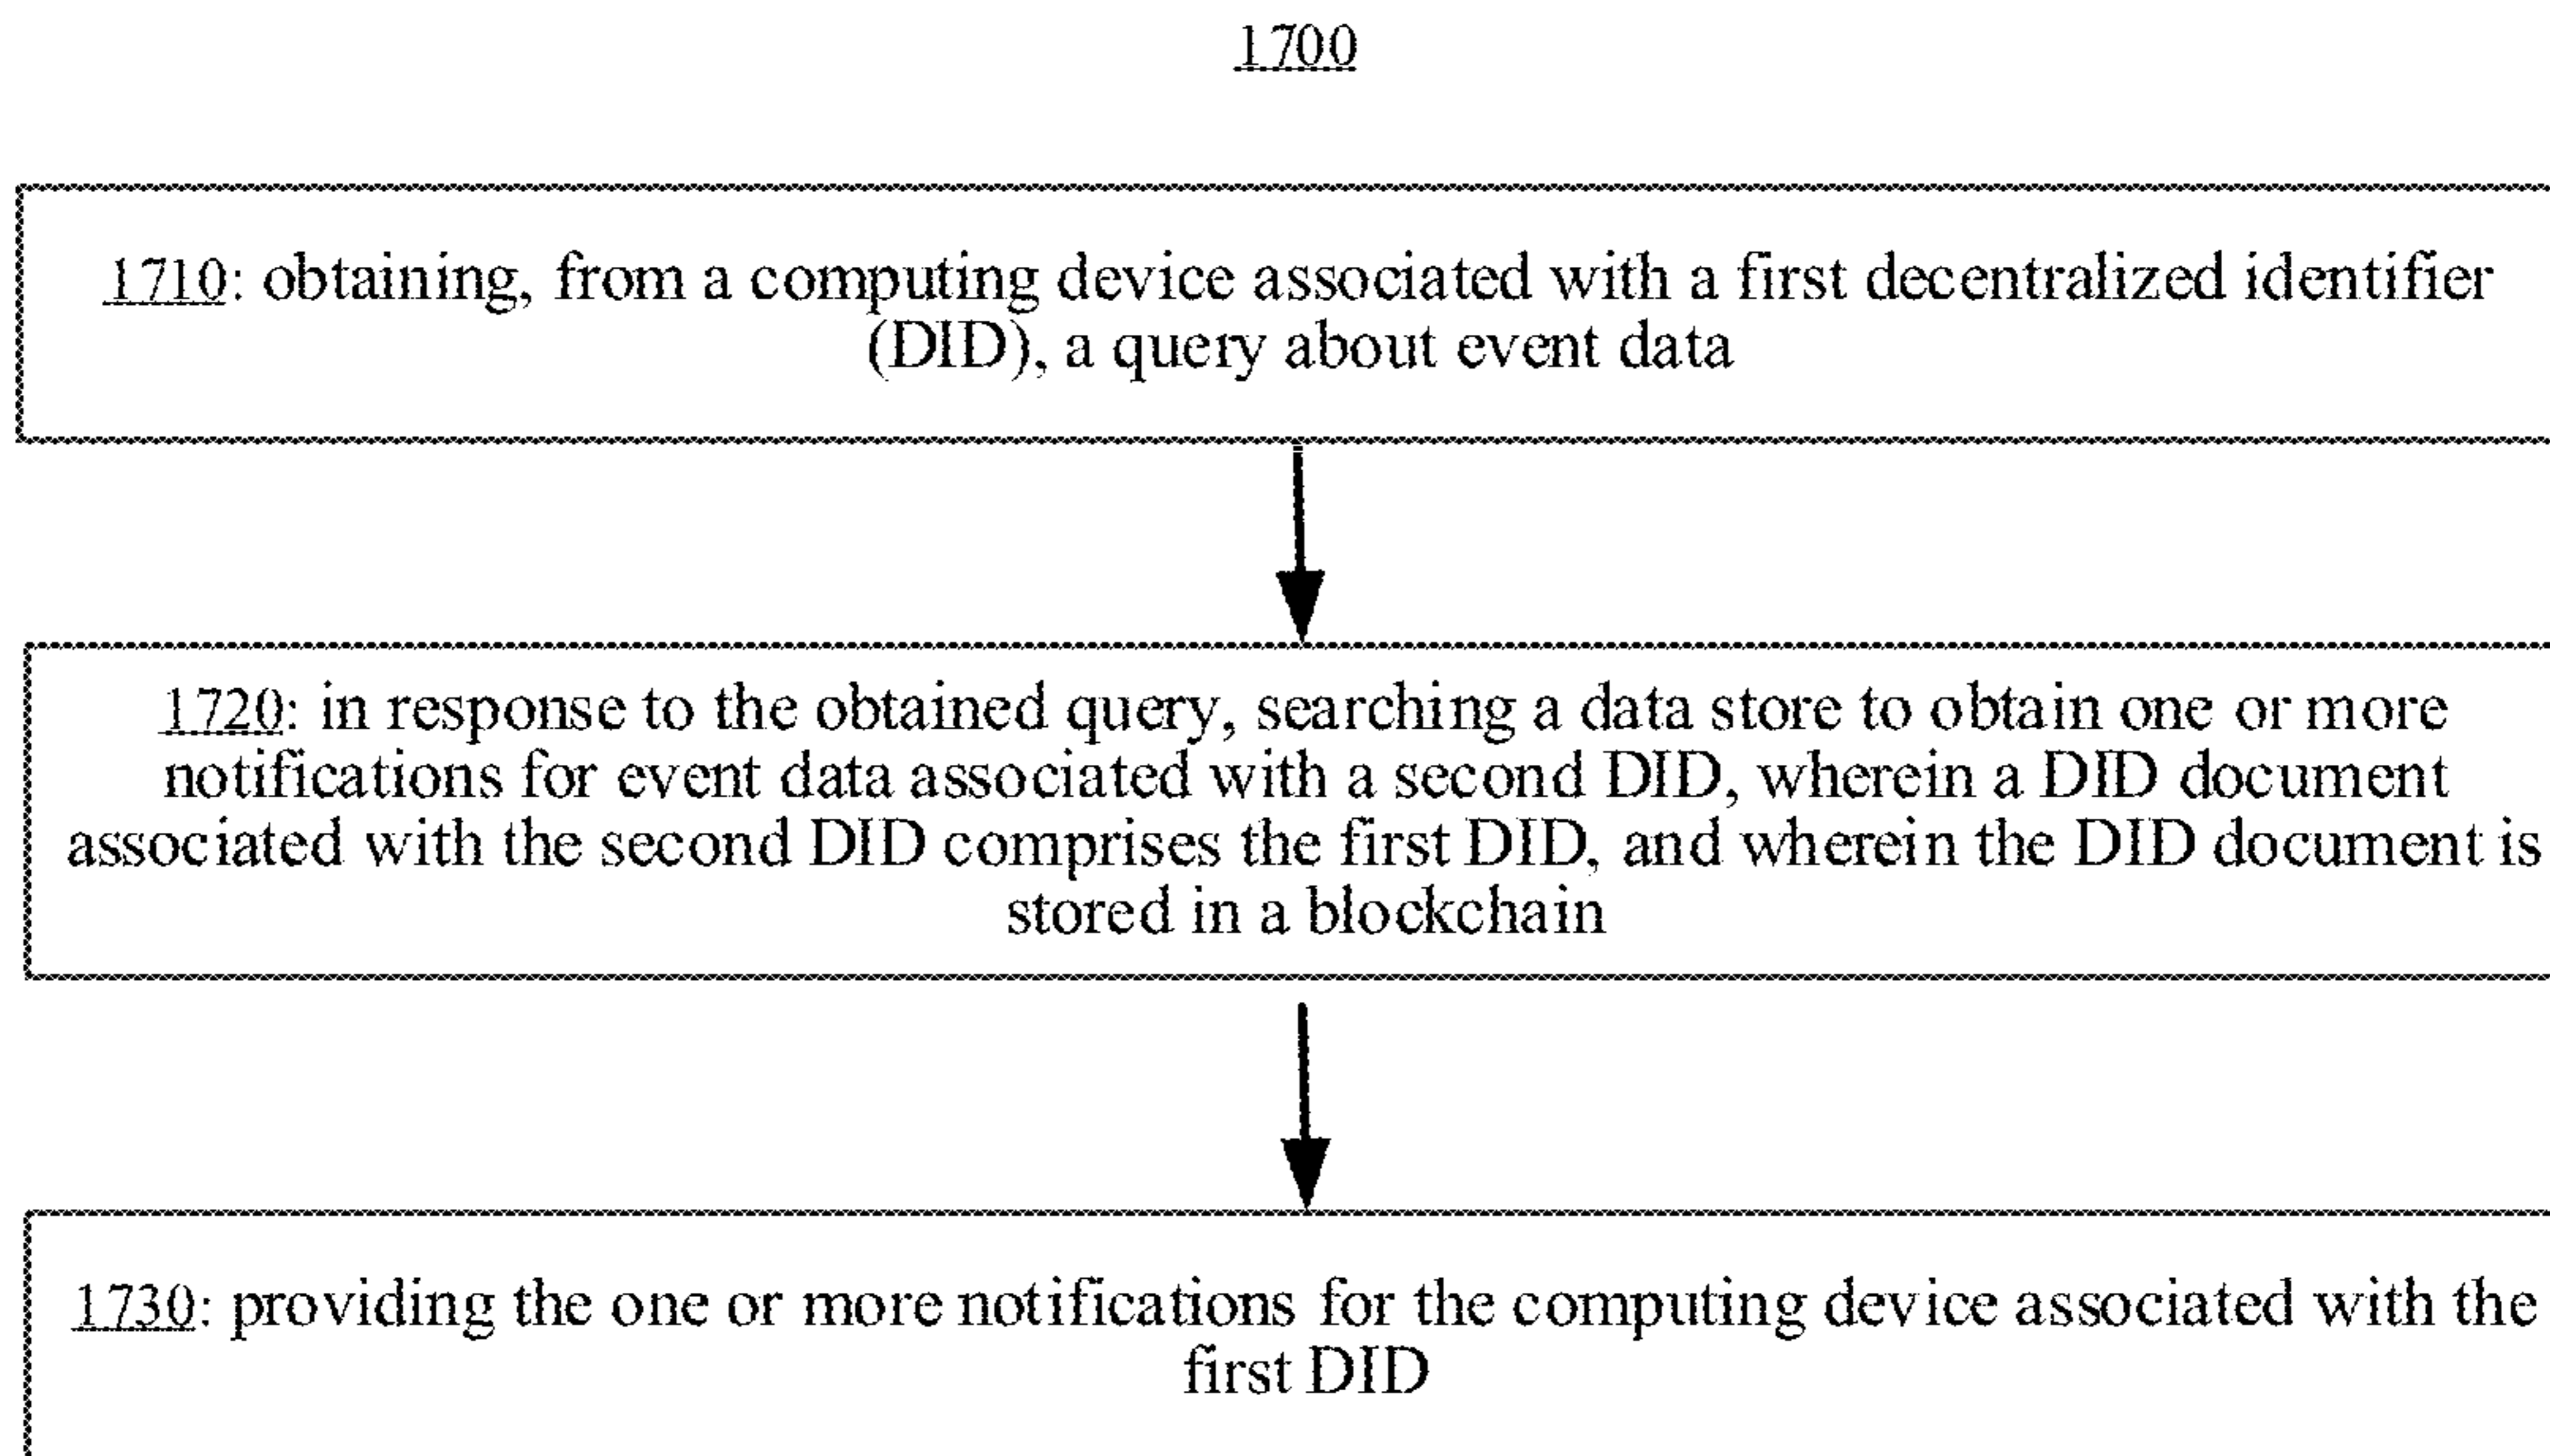 1700
1710: obtaining, from a computing device associated with a first decentralized identifier
(DID), a query about event data
1720: in response to the obtained query, searching a data store to obtain one or more
notifications for event data associated with a second DID, wherein a DID document
associated with the second DID comprises the first DID, and wherein the DID document is
stored in a blockchain
1730: providing the one or more notifications for the computing device associated with the
first DID